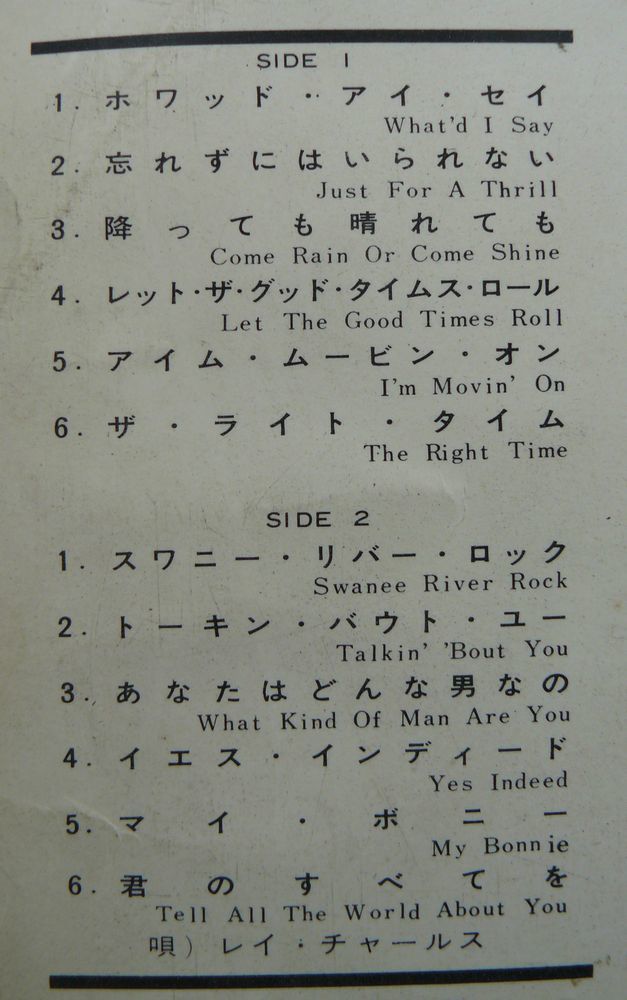 SIDE 1
1. ホワッド・アイ・セイ
What'd I Say
2. 忘れずにはいられない
Just For A Thrill
3. 降っても晴れても
Come Rain Or Come Shine
4. レット・ザ・グッド・タイムス・ロール
Let The Good Times Roll
5. アイム・ムービン・オン
I'm Movin' On
6. ザ・ライト・タイム
The Right Time
SIDE 2
1. スワニー・リバー・ロック
Swanee River Rock
2. トーキン・バウト・ユー
Talkin' 'Bout You
3. あなたはどんな男なの
What Kind Of Man Are You
4. イエス・インディード
Yes Indeed
5. マイ・ボニー
My Bonnie
6. 君のすべてを
Tell All The World About You
唄) レイ・チャールス